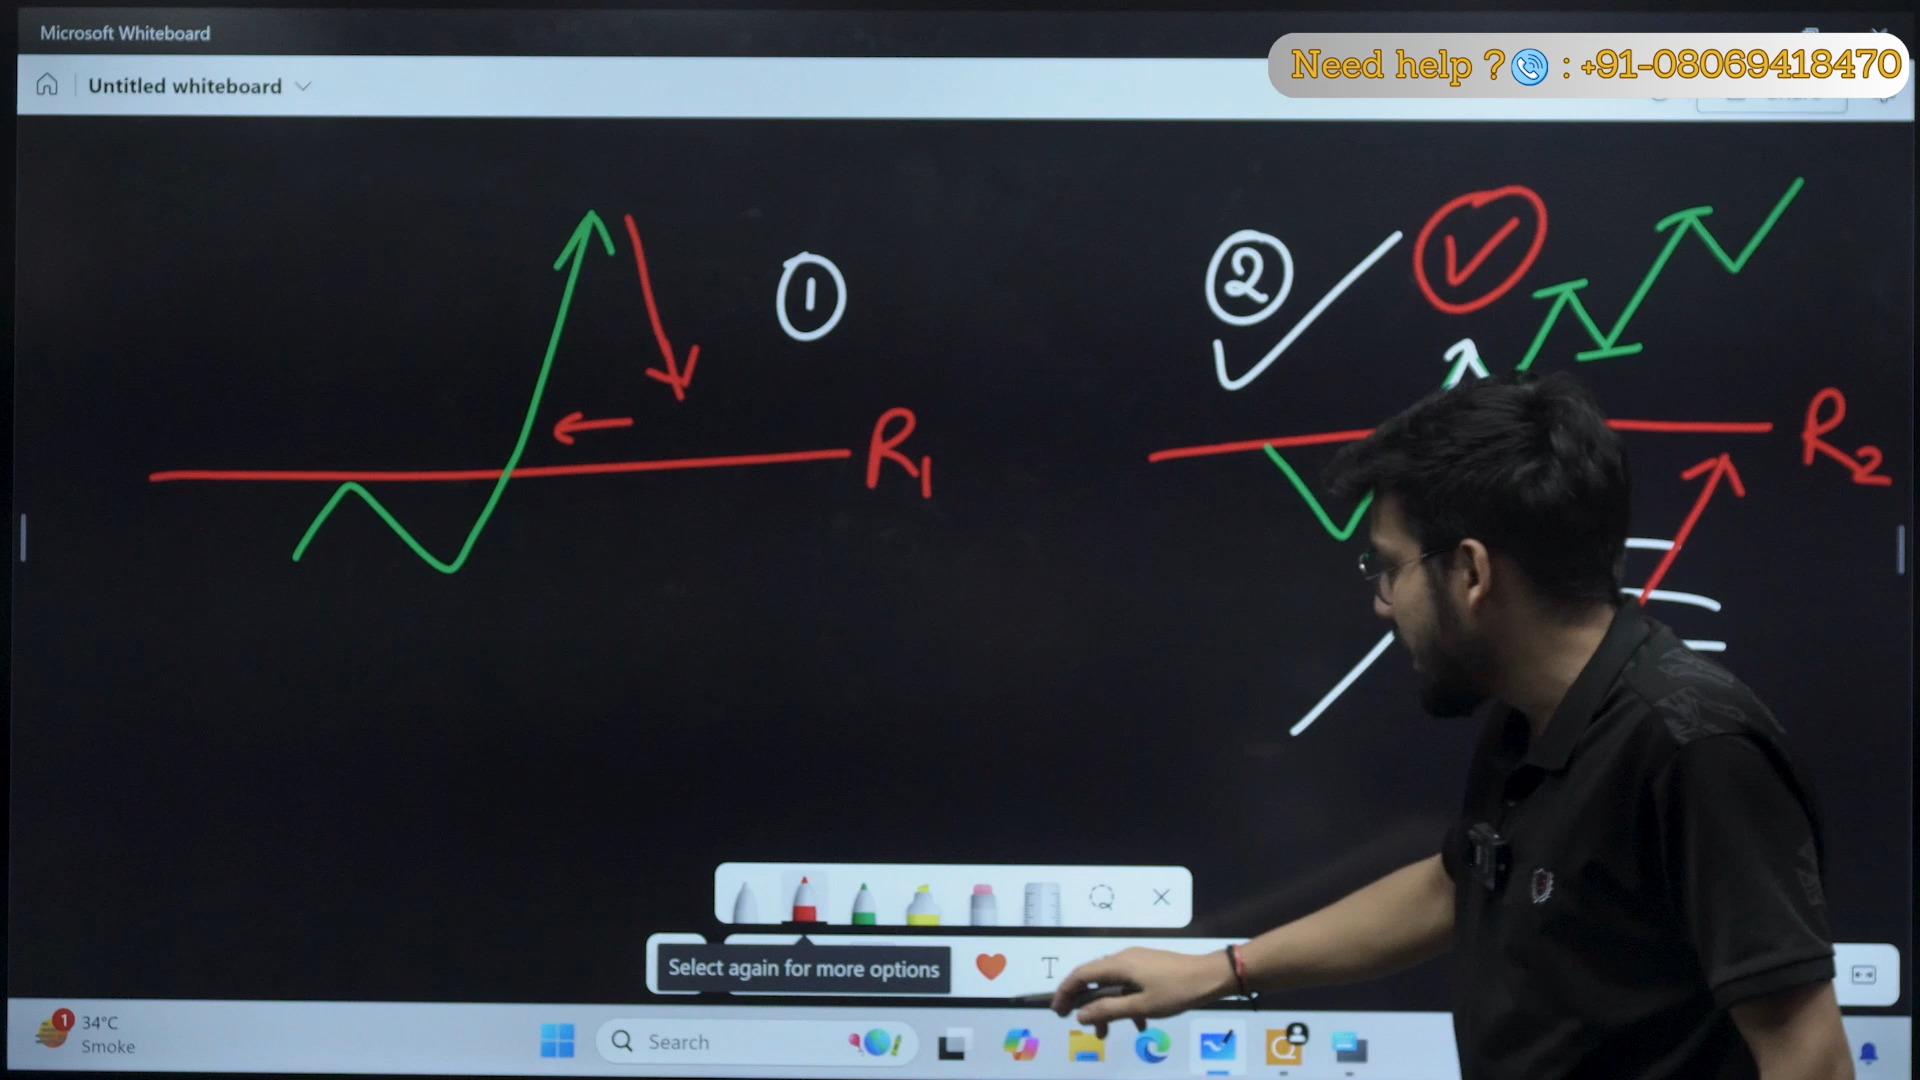 Microsoft Whiteboard
Need help ? : +91-08069418470
Untitled whiteboard
1
2
R1
R2
Select again for more options
T
1
34°C
Smoke
Search